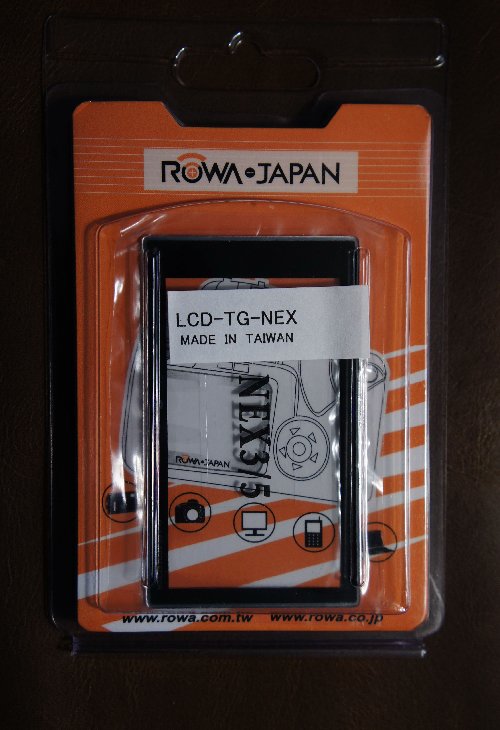 ROWA•JAPAN
LCD-TG-NEX
MADE IN TAIWAN
NEX3/5
ROWA•JAPAN
www.rowa.com.tw
www.rowa.co.jp